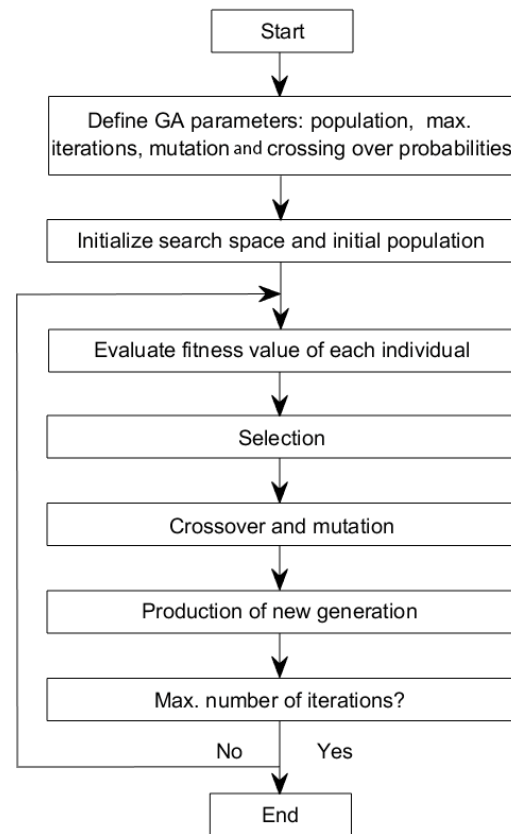 Start
Define GA parameters: population, max.
iterations, mutation and crossing over probabilities
Initialize search space and initial population
Evaluate fitness value of each individual
Selection
Crossover and mutation
Production of new generation
Max. number of iterations?
No Yes
End